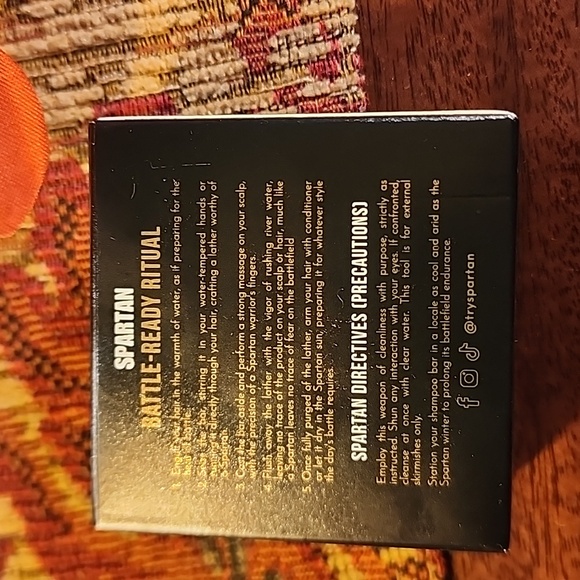 SPARTAN
BATTLE-READY RITUAL
your hair in the warmth of water, as if preparing for the
bar, stirring it in your water-tempered hands or
directly through your hair, crafting a lather worthy of
3. Cast the bar aside and perform a strong massage on your scalp,
with the precision of a Spartan warrior's fingers.
4. Flush away the lather with the vigor of rushing river water,
leaving no trace of the product on your scalp or hair, much like
a Spartan leaves no trace of fear on the battlefield
5. Once fully purged of the lather, arm your hair with conditioner
or let it dry in the Spartan sun, preparing it for whatever style
the day's battle requires.
SPARTAN DIRECTIVES (PRECAUTIONS)
Employ this weapon of cleanliness with purpose, strictly as
instructed. Shun any interaction with your eyes. If confronted,
cleanse at once with clear water. This tool is for external
skirmishes only.
Station your shampoo bar in a locale as cool and arid as the
Spartan winter to prolong its battlefield endurance.
@tryspartan